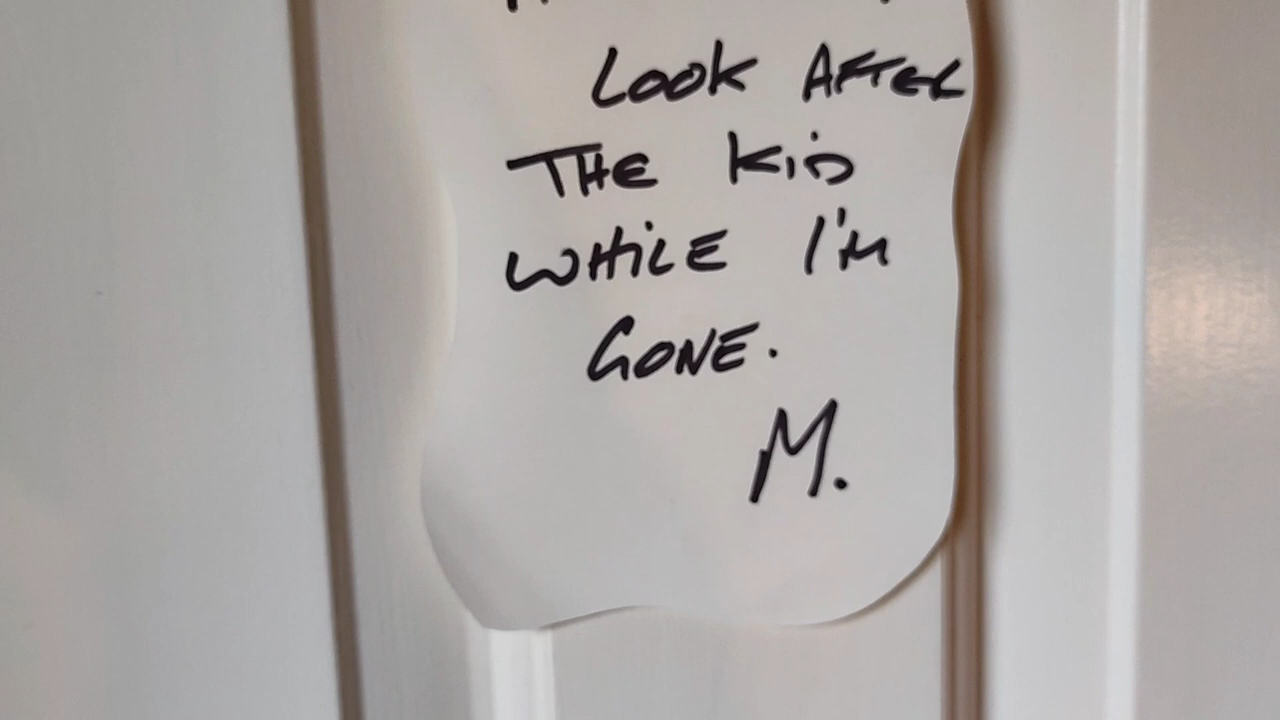 LOOK AFTER
THE KID
WHILE I'M
GONE.
M.